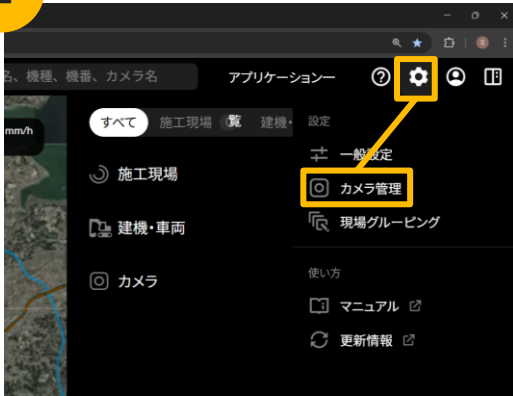 名、機種、機番、カメラ名
アプリケーション一
覧
mm/h
すべて
施工現場
建機・
設定
一般設定
施工現場
カメラ管理
建機・車両
現場グルーピング
カメラ
使い方
マニュアル
更新情報